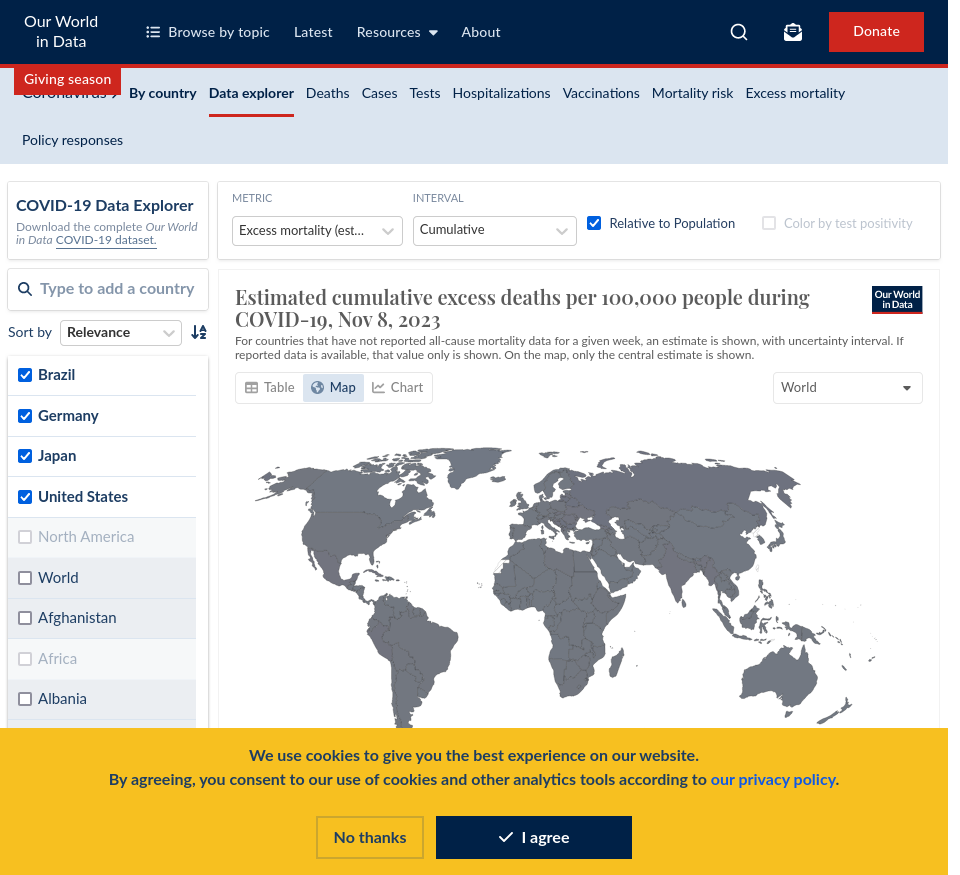 Our World
in Data
Browse by topic
Latest
Resources
About
Donate
Giving season
By country
Data explorer
Deaths
Cases
Tests
Hospitalizations
Vaccinations
Mortality risk
Excess mortality
Policy responses
COVID-19 Data Explorer
Download the complete Our World
in Data COVID-19 dataset.
METRIC
INTERVAL
Excess mortality (est...
Cumulative
Relative to Population
Color by test positivity
Type to add a country
Sort by
Relevance
Brazil
Germany
Japan
United States
North America
World
Afghanistan
Africa
Albania
Estimated cumulative excess deaths per 100,000 people during
COVID-19, Nov 8, 2023
Our World
in Data
For countries that have not reported all-cause mortality data for a given week, an estimate is shown, with uncertainty interval. If
reported data is available, that value only is shown. On the map, only the central estimate is shown.
Table
Map
Chart
World
We use cookies to give you the best experience on our website.
By agreeing, you consent to our use of cookies and other analytics tools according to our privacy policy.
No thanks
I agree